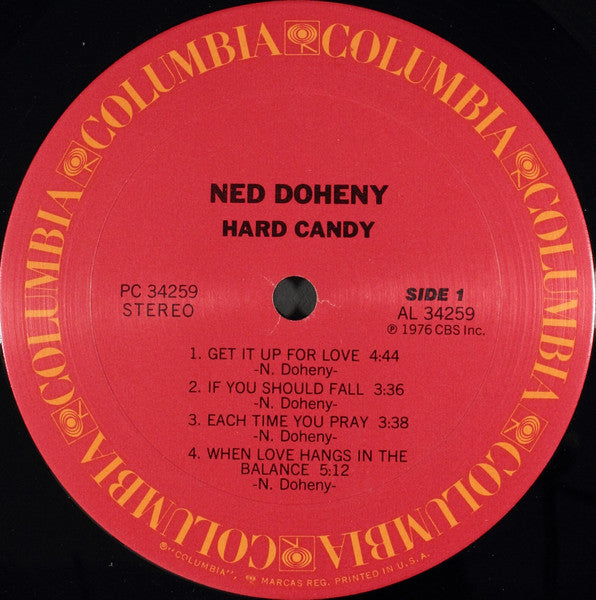 COLUMBIA COLUMBIA COLUMBIA COLUMBIA COLUMBIA COLUMBIA
NED DOHENY
HARD CANDY
PC 34259
STEREO
SIDE 1
AL 34259
℗ 1976 CBS Inc.
1. GET IT UP FOR LOVE 4:44
-N. Doheny-
2. IF YOU SHOULD FALL 3:36
-N. Doheny-
3. EACH TIME YOU PRAY 3:38
-N. Doheny-
4. WHEN LOVE HANGS IN THE
BALANCE 5:12
-N. Doheny-
®"COLUMBIA", MARCAS REG. PRINTED IN U.S.A.